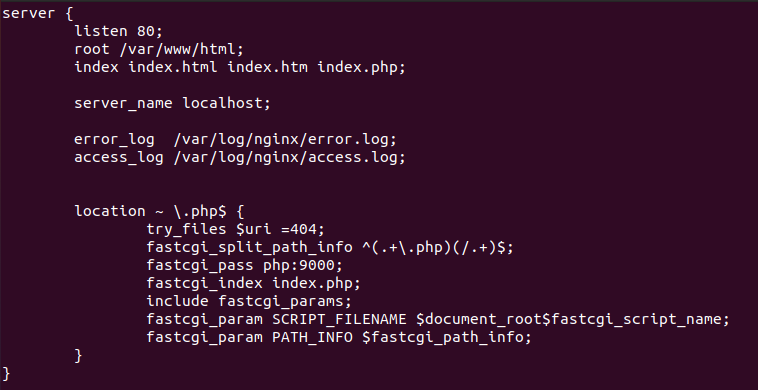 server {
listen 80;
root /var/www/html;
index index.html index.htm index.php;
server_name localhost;
error_log  /var/log/nginx/error.log;
access_log /var/log/nginx/access.log;
location ~ \.php$ {
try_files $uri =404;
fastcgi_split_path_info ^(.+\.php)(/.+)$;
fastcgi_pass php:9000;
fastcgi_index index.php;
include fastcgi_params;
fastcgi_param SCRIPT_FILENAME $document_root$fastcgi_script_name;
fastcgi_param PATH_INFO $fastcgi_path_info;
}
}